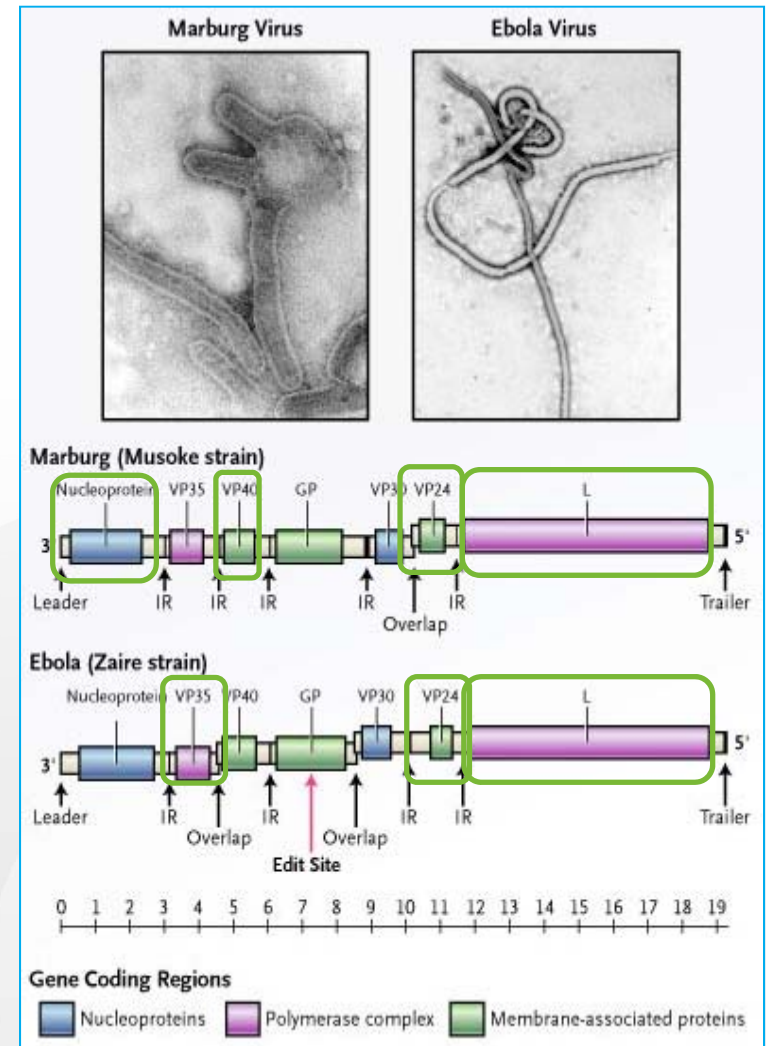 Marburg Virus Ebola Virus
Marburg (Musoke strain)
Nucleoprotein VP35 VP40 GP VP30 VP24 L
3' 5'
Leader IR IR IR IR IR Trailer
Overlap
Ebola (Zaire strain)
Nucleoprotein VP35 VP40 GP VP30 VP24 L
3' 5'
Leader IR IR IR IR Trailer
Overlap Overlap
Edit Site
0 1 2 3 4 5 6 7 8 9 10 11 12 13 14 15 16 17 18 19
Gene Coding Regions
Nucleoproteins Polymerase complex Membrane-associated proteins